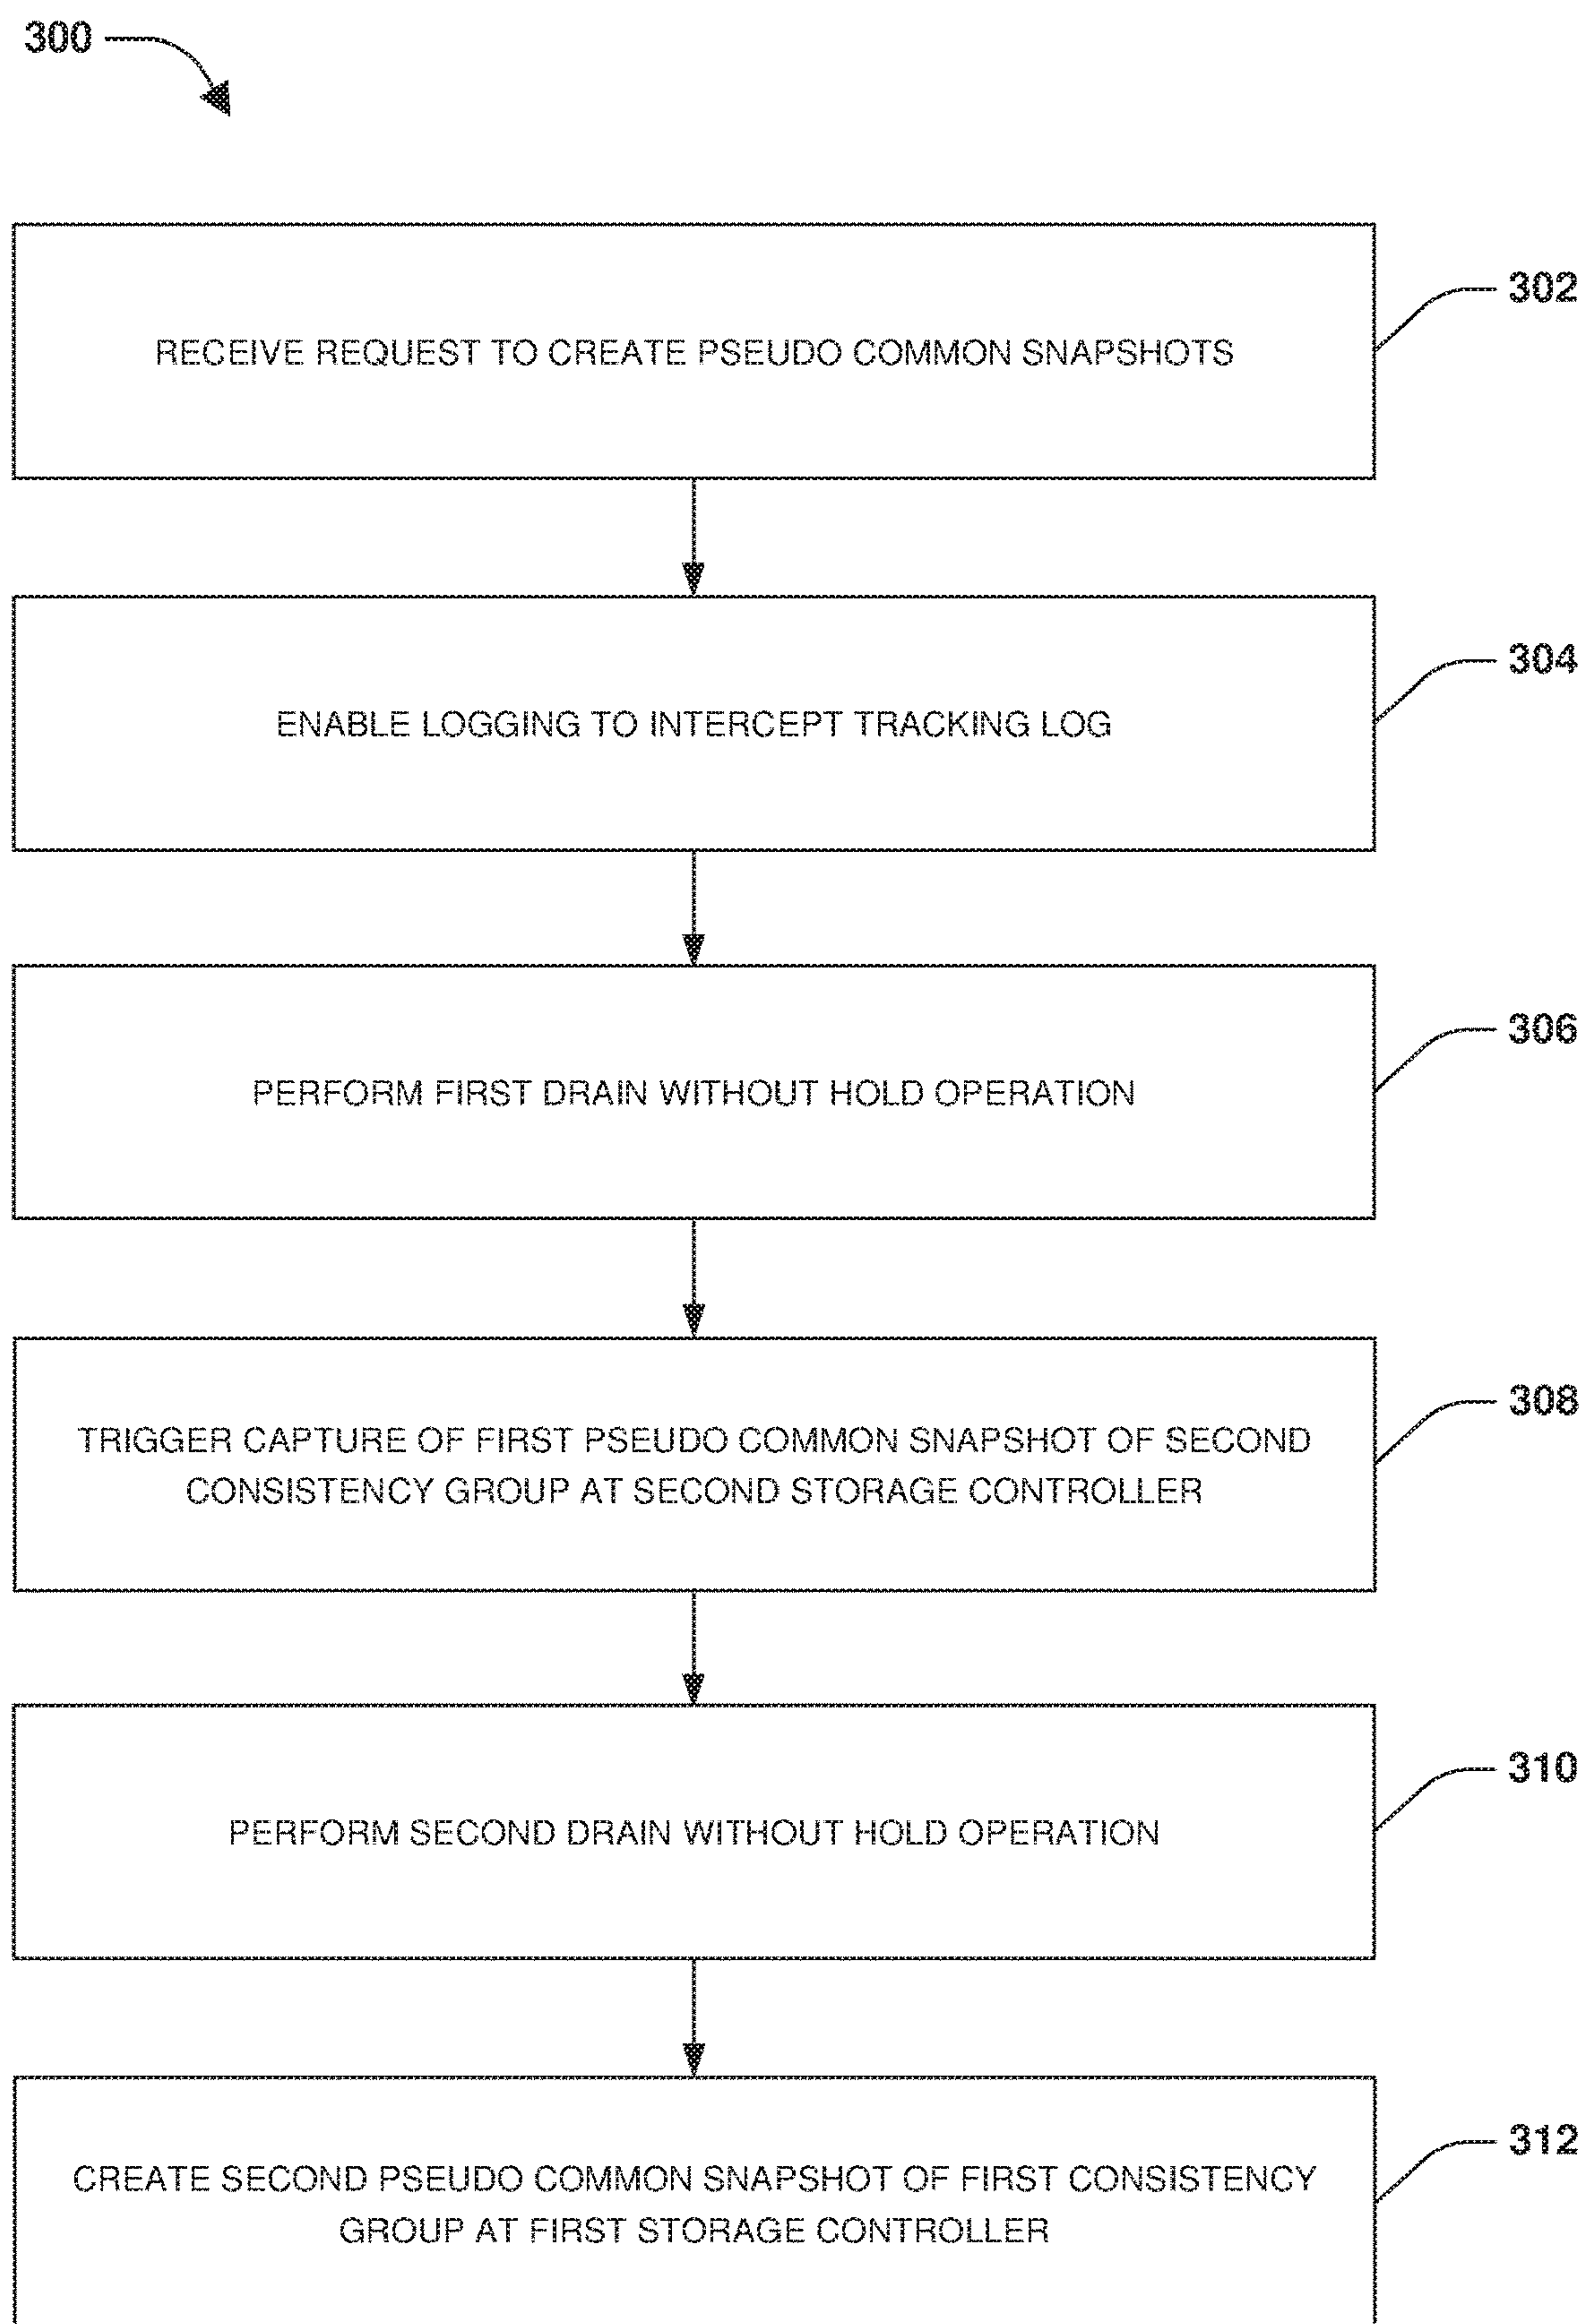 300
RECEIVE REQUEST TO CREATE PSEUDO COMMON SNAPSHOTS
302
ENABLE LOGGING TO INTERCEPT TRACKING LOG
304
PERFORM FIRST DRAIN WITHOUT HOLD OPERATION
306
TRIGGER CAPTURE OF FIRST PSEUDO COMMON SNAPSHOT OF SECOND
CONSISTENCY GROUP AT SECOND STORAGE CONTROLLER
308
PERFORM SECOND DRAIN WITHOUT HOLD OPERATION
310
CREATE SECOND PSEUDO COMMON SNAPSHOT OF FIRST CONSISTENCY
GROUP AT FIRST STORAGE CONTROLLER
312